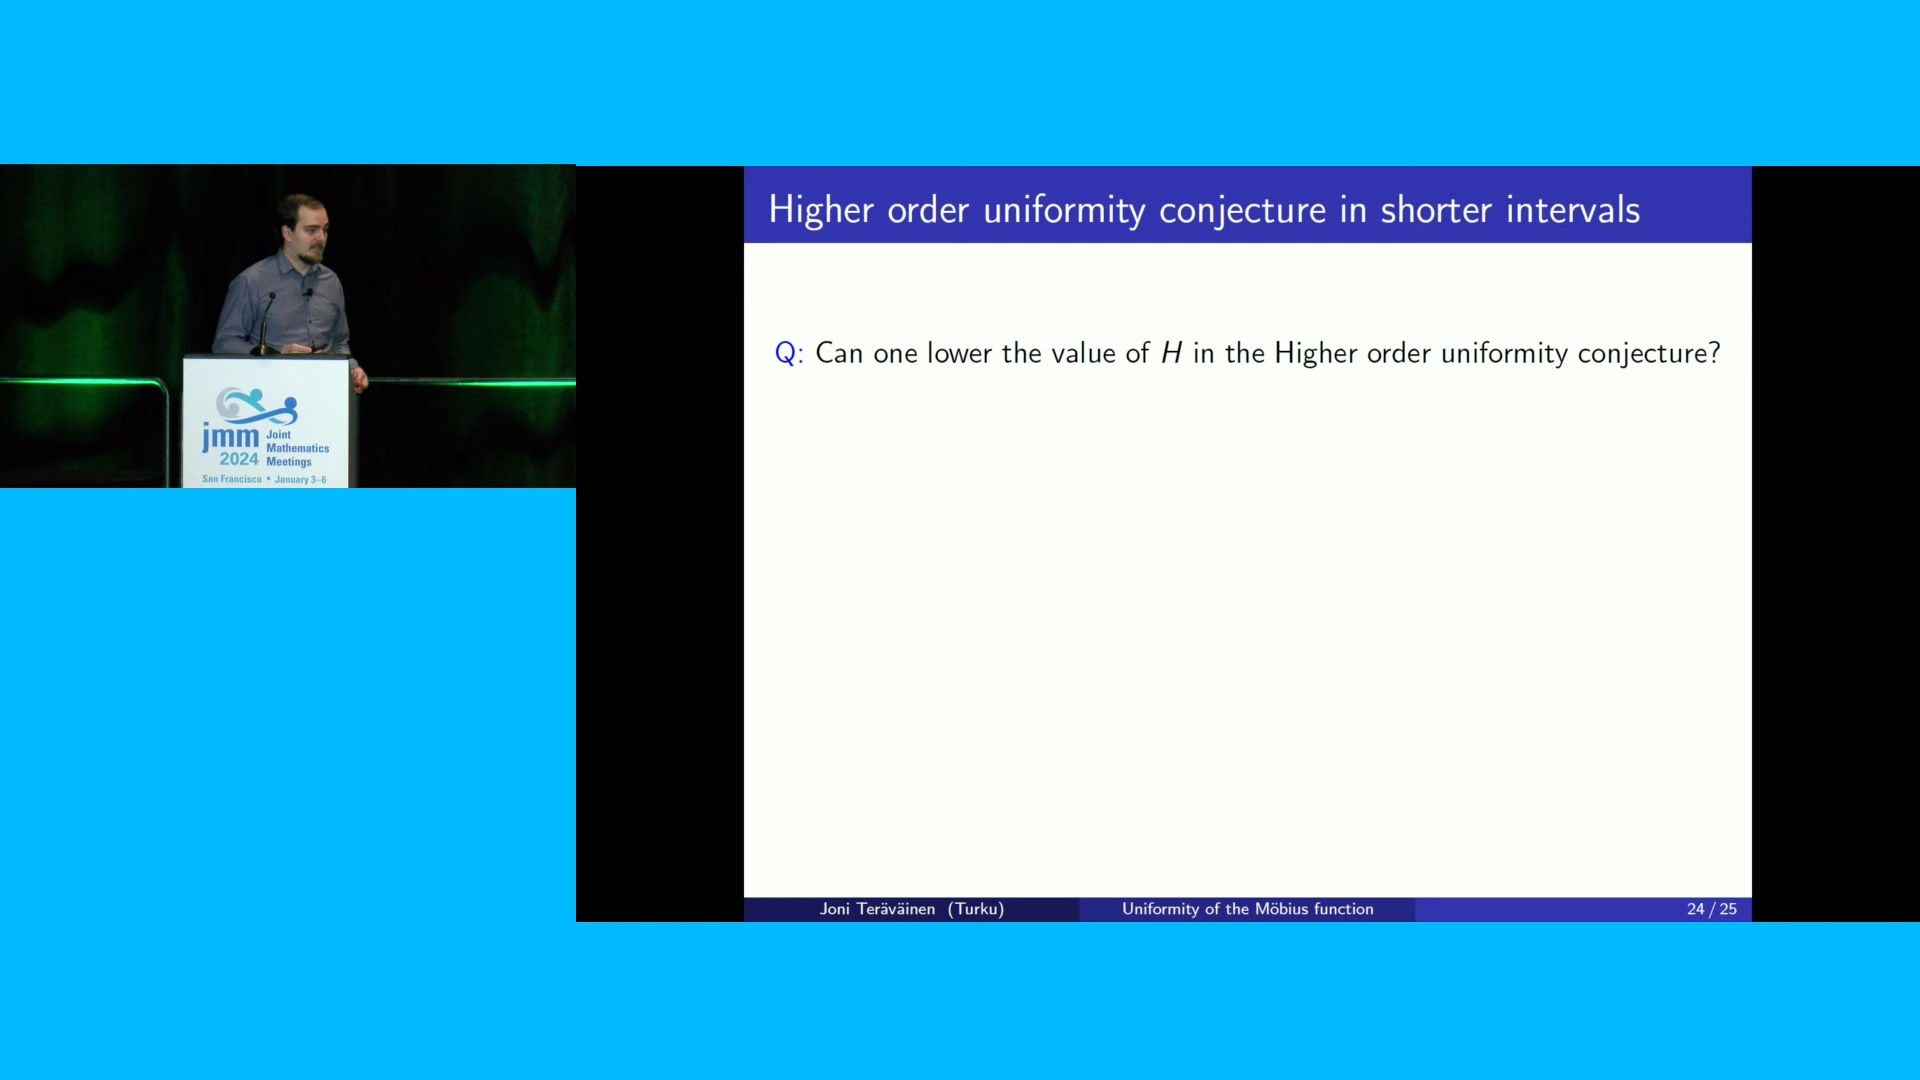 jmm Joint
Mathematics
2024 Meetings
San Francisco • January 3–6
Higher order uniformity conjecture in shorter intervals
Q: Can one lower the value of H in the Higher order uniformity conjecture?
Joni Teräväinen (Turku) Uniformity of the Möbius function 24 / 25